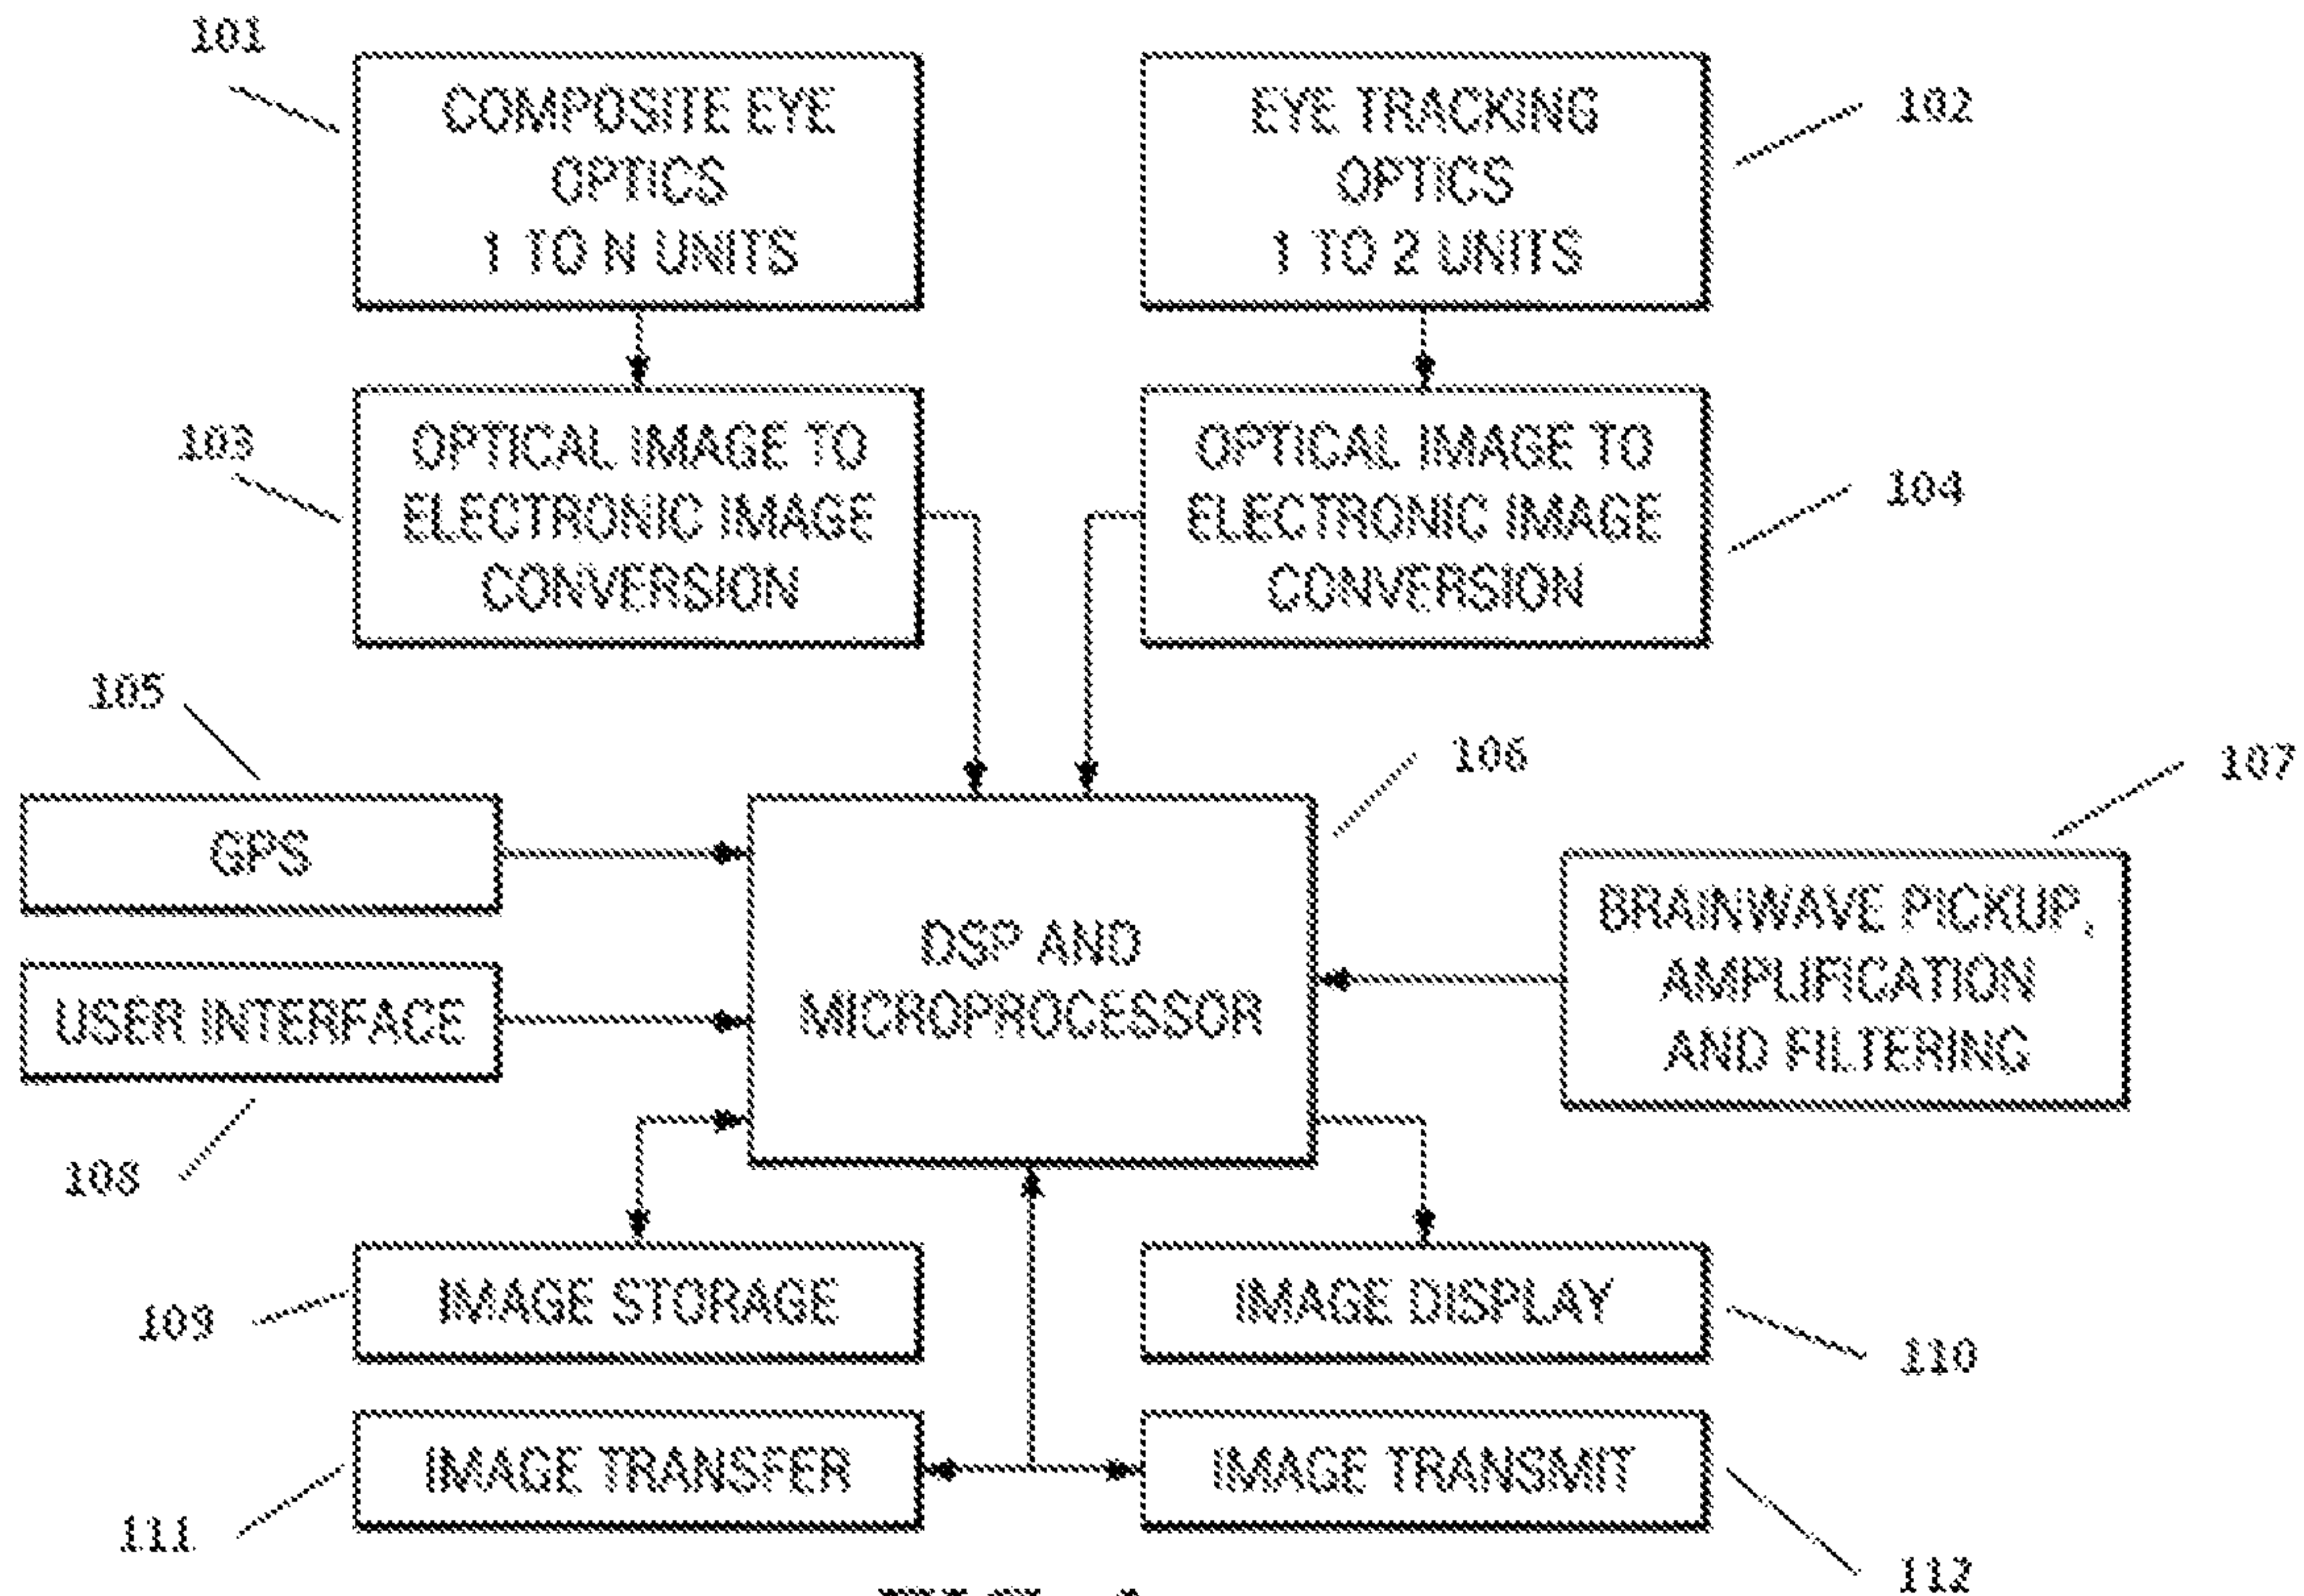 101
COMPOSITE EYE
OPTICS
1 TO N UNITS
EYE TRACKING
OPTICS
1 TO 2 UNITS
102
103
OPTICAL IMAGE TO
ELECTRONIC IMAGE
CONVERSION
OPTICAL IMAGE TO
ELECTRONIC IMAGE
CONVERSION
104
105
GPS
106
107
DSP AND
MICROPROCESSOR
BRAINWAVE PICKUP,
AMPLIFICATION
AND FILTERING
USER INTERFACE
108
IMAGE STORAGE
109
IMAGE DISPLAY
110
IMAGE TRANSFER
111
IMAGE TRANSMIT
112